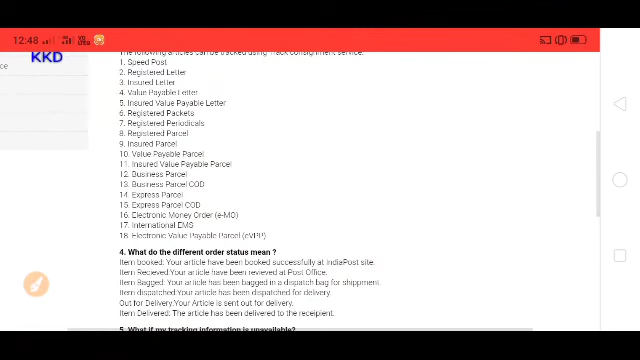 12:48
KKD
ce
The following articles can be tracked using Track consignment service.
1. Speed Post
2. Registered Letter
3. Insured Letter
4. Value Payable Letter
5. Insured Value Payable Letter
6. Registered Packets
7. Registered Periodicals
8. Registered Parcel
9. Insured Parcel
10. Value Payable Parcel
11. Insured Value Payable Parcel
12. Business Parcel
13. Business Parcel COD
14. Express Parcel
15. Express Parcel COD
16. Electronic Money Order (e-MO)
17. International EMS
18. Electronic Value Payable Parcel (eVPP)
4. What do the different order status mean ?
Item booked: Your article have been booked successfully at IndiaPost site.
Item Recieved:Your article have been revieved at Post Office.
Item Bagged: Your article has been bagged in a dispatch bag for shippment.
Item dispatched:Your article has been dispatched for delivery.
Out for Delivery:Your Article is sent out for delivery.
Item Delivered: The article has been delivered to the receipient.
5. What if my tracking information is unavailable?